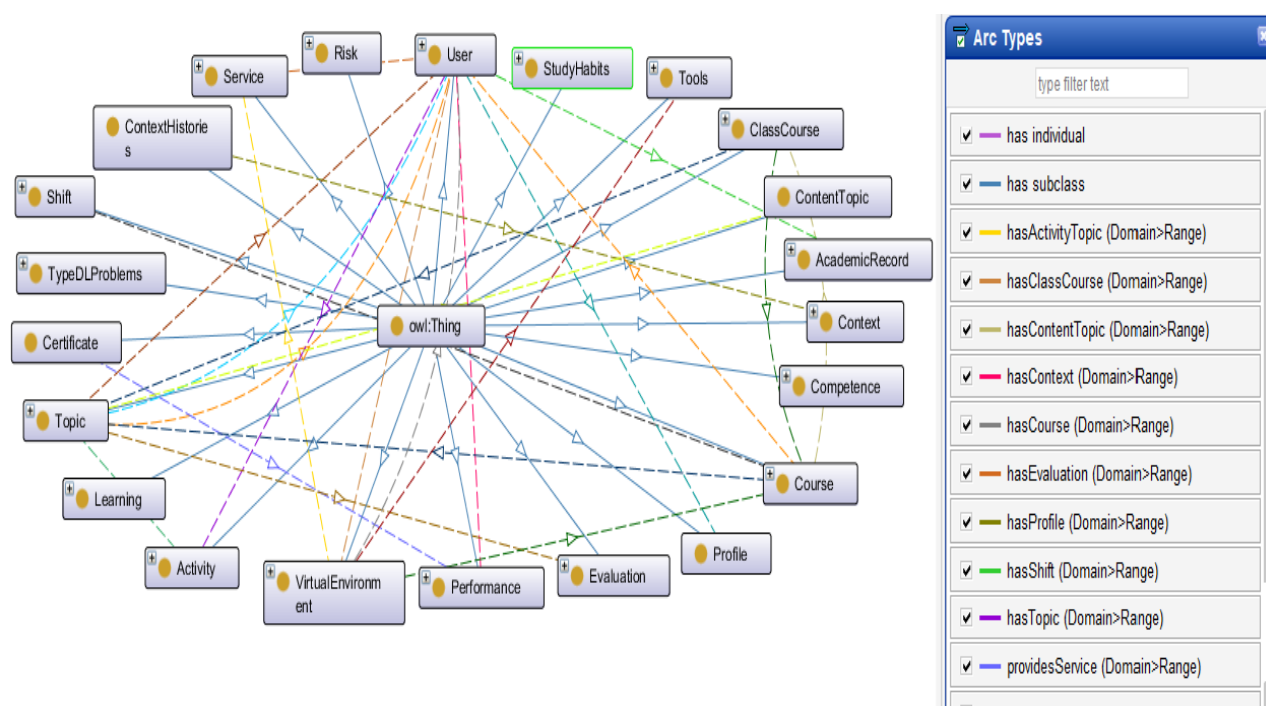 Risk
User
StudyHabits
Service
Tools
ContextHistorie
s
ClassCourse
Shift
ContentTopic
TypeDLProblems
AcademicRecord
owl:Thing
Context
Certificate
Competence
Topic
Learning
Course
Activity
VirtualEnvironm
ent
Performance
Evaluation
Profile
Arc Types
type filter text
has individual
has subclass
hasActivityTopic (Domain>Range)
hasClassCourse (Domain>Range)
hasContentTopic (Domain>Range)
hasContext (Domain>Range)
hasCourse (Domain>Range)
hasEvaluation (Domain>Range)
hasProfile (Domain>Range)
hasShift (Domain>Range)
hasTopic (Domain>Range)
providesService (Domain>Range)